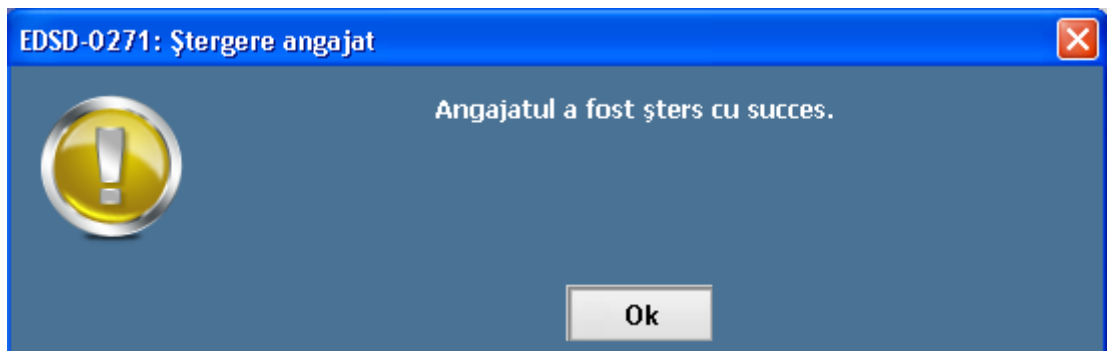 EDSD-0271: Ştergere angajat
Angajatul a fost şters cu succes.
Ok